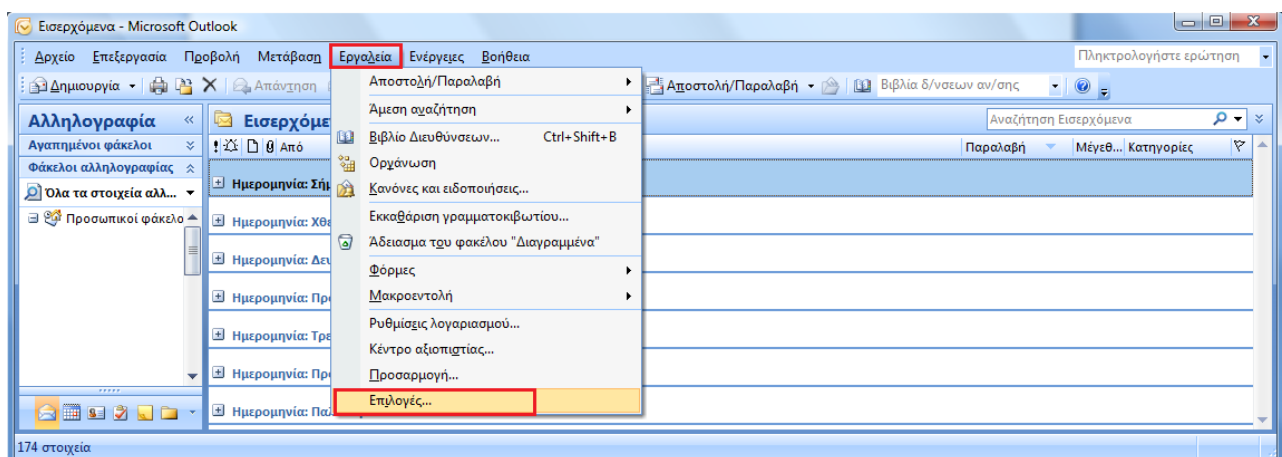 Εισερχόμενα - Microsoft Outlook
Αρχείο Επεξεργασία Προβολή Μετάβαση Εργαλεία Ενέργειες Βοήθεια Πληκτρολογήστε ερώτηση
Δημιουργία Απάντηση Αποστολή/Παραλαβή Βιβλία δ/νσεων αν/σης
Αλληλογραφία Εισερχόμε Αναζήτηση Εισερχόμενα
Αγαπημένοι φάκελοι Από Παραλαβή Μέγεθ... Κατηγορίες
Φάκελοι αλληλογραφίας
Όλα τα στοιχεία αλλ...
Προσωπικοί φάκελο
Ημερομηνία: Σήμ
Ημερομηνία: Χθε
Ημερομηνία: Δευ
Ημερομηνία: Προ
Ημερομηνία: Τρε
Ημερομηνία: Προ
Ημερομηνία: Παλ
Αποστολή/Παραλαβή
Άμεση αναζήτηση
Βιβλίο Διευθύνσεων... Ctrl+Shift+B
Οργάνωση
Κανόνες και ειδοποιήσεις...
Εκκαθάριση γραμματοκιβωτίου...
Άδειασμα του φακέλου "Διαγραμμένα"
Φόρμες
Μακροεντολή
Ρυθμίσεις λογαριασμού...
Κέντρο αξιοπιστίας...
Προσαρμογή...
Επιλογές...
174 στοιχεία